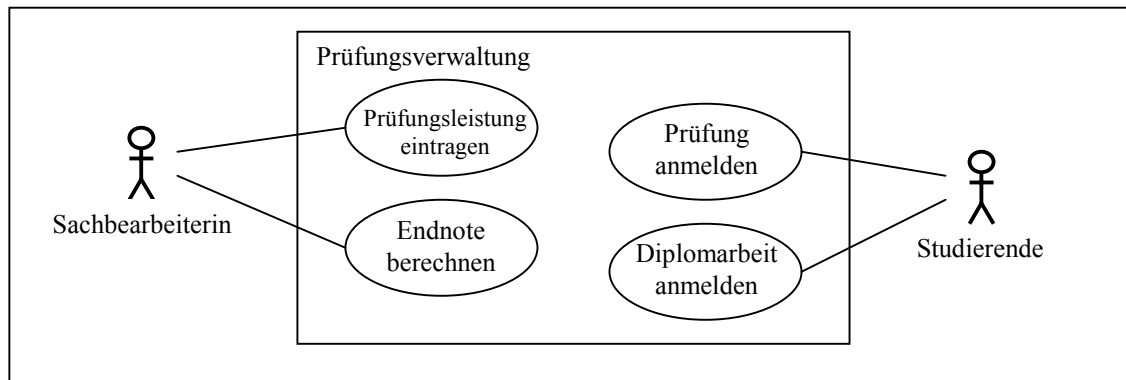 Prüfungsverwaltung
Prüfungsleistung
eintragen
Prüfung
anmelden
Sachbearbeiterin
Endnote
berechnen
Diplomarbeit
anmelden
Studierende